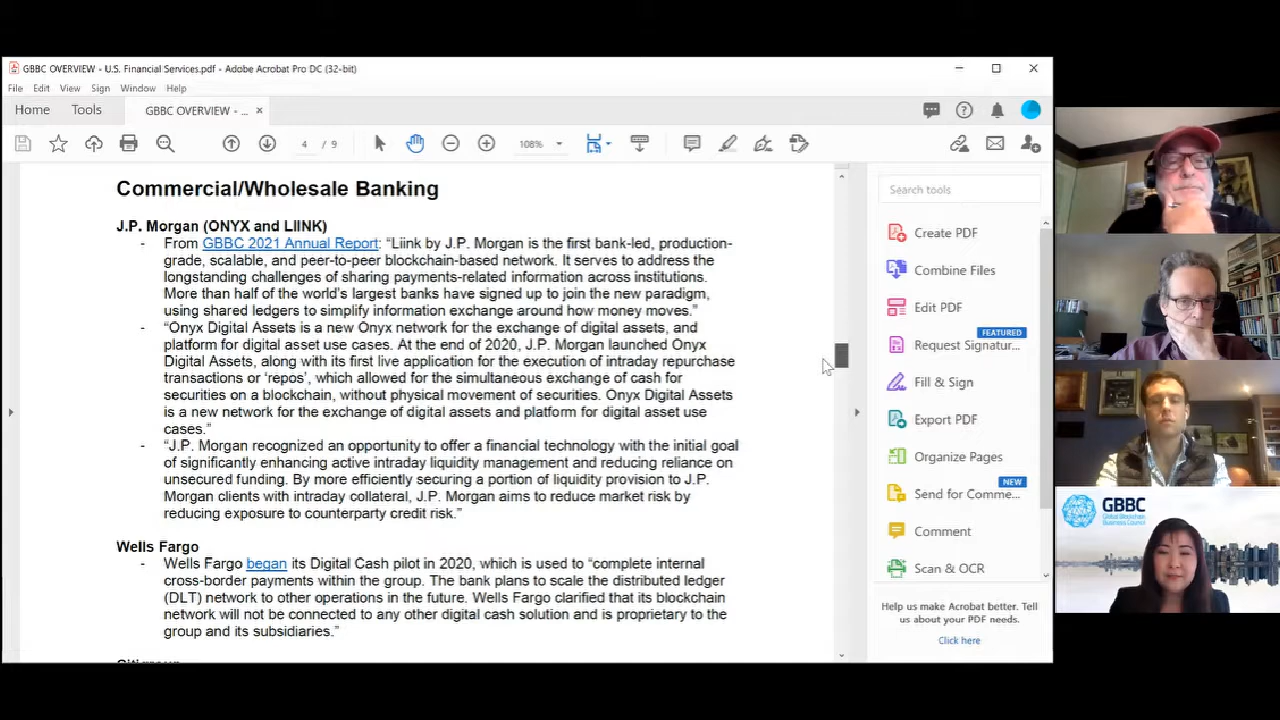 GBBC OVERVIEW - U.S. Financial Services.pdf - Adobe Acrobat Pro DC (32-bit)
File Edit View Sign Window Help
Home Tools GBBC OVERVIEW - ... ×
4 / 9 108%
Commercial/Wholesale Banking
J.P. Morgan (ONYX and LIINK)
- From GBBC 2021 Annual Report: “Liink by J.P. Morgan is the first bank-led, production-
grade, scalable, and peer-to-peer blockchain-based network. It serves to address the
longstanding challenges of sharing payments-related information across institutions.
More than half of the world’s largest banks have signed up to join the new paradigm,
using shared ledgers to simplify information exchange around how money moves.”
- “Onyx Digital Assets is a new Onyx network for the exchange of digital assets, and
platform for digital asset use cases. At the end of 2020, J.P. Morgan launched Onyx
Digital Assets, along with its first live application for the execution of intraday repurchase
transactions or ‘repos’, which allowed for the simultaneous exchange of cash for
securities on a blockchain, without physical movement of securities. Onyx Digital Assets
is a new network for the exchange of digital assets and platform for digital asset use
cases.”
- “J.P. Morgan recognized an opportunity to offer a financial technology with the initial goal
of significantly enhancing active intraday liquidity management and reducing reliance on
unsecured funding. By more efficiently securing a portion of liquidity provision to J.P.
Morgan clients with intraday collateral, J.P. Morgan aims to reduce market risk by
reducing exposure to counterparty credit risk.”
Wells Fargo
- Wells Fargo began its Digital Cash pilot in 2020, which is used to “complete internal
cross-border payments within the group. The bank plans to scale the distributed ledger
(DLT) network to other operations in the future. Wells Fargo clarified that its blockchain
network will not be connected to any other digital cash solution and is proprietary to the
group and its subsidiaries.”
Search tools
Create PDF
Combine Files
Edit PDF
FEATURED
Request Signatur...
Fill & Sign
Export PDF
Organize Pages
NEW
Send for Comme...
Comment
Scan & OCR
Help us make Acrobat better. Tell
us about your PDF needs.
Click here
GBBC
Global Blockchain
Business Council